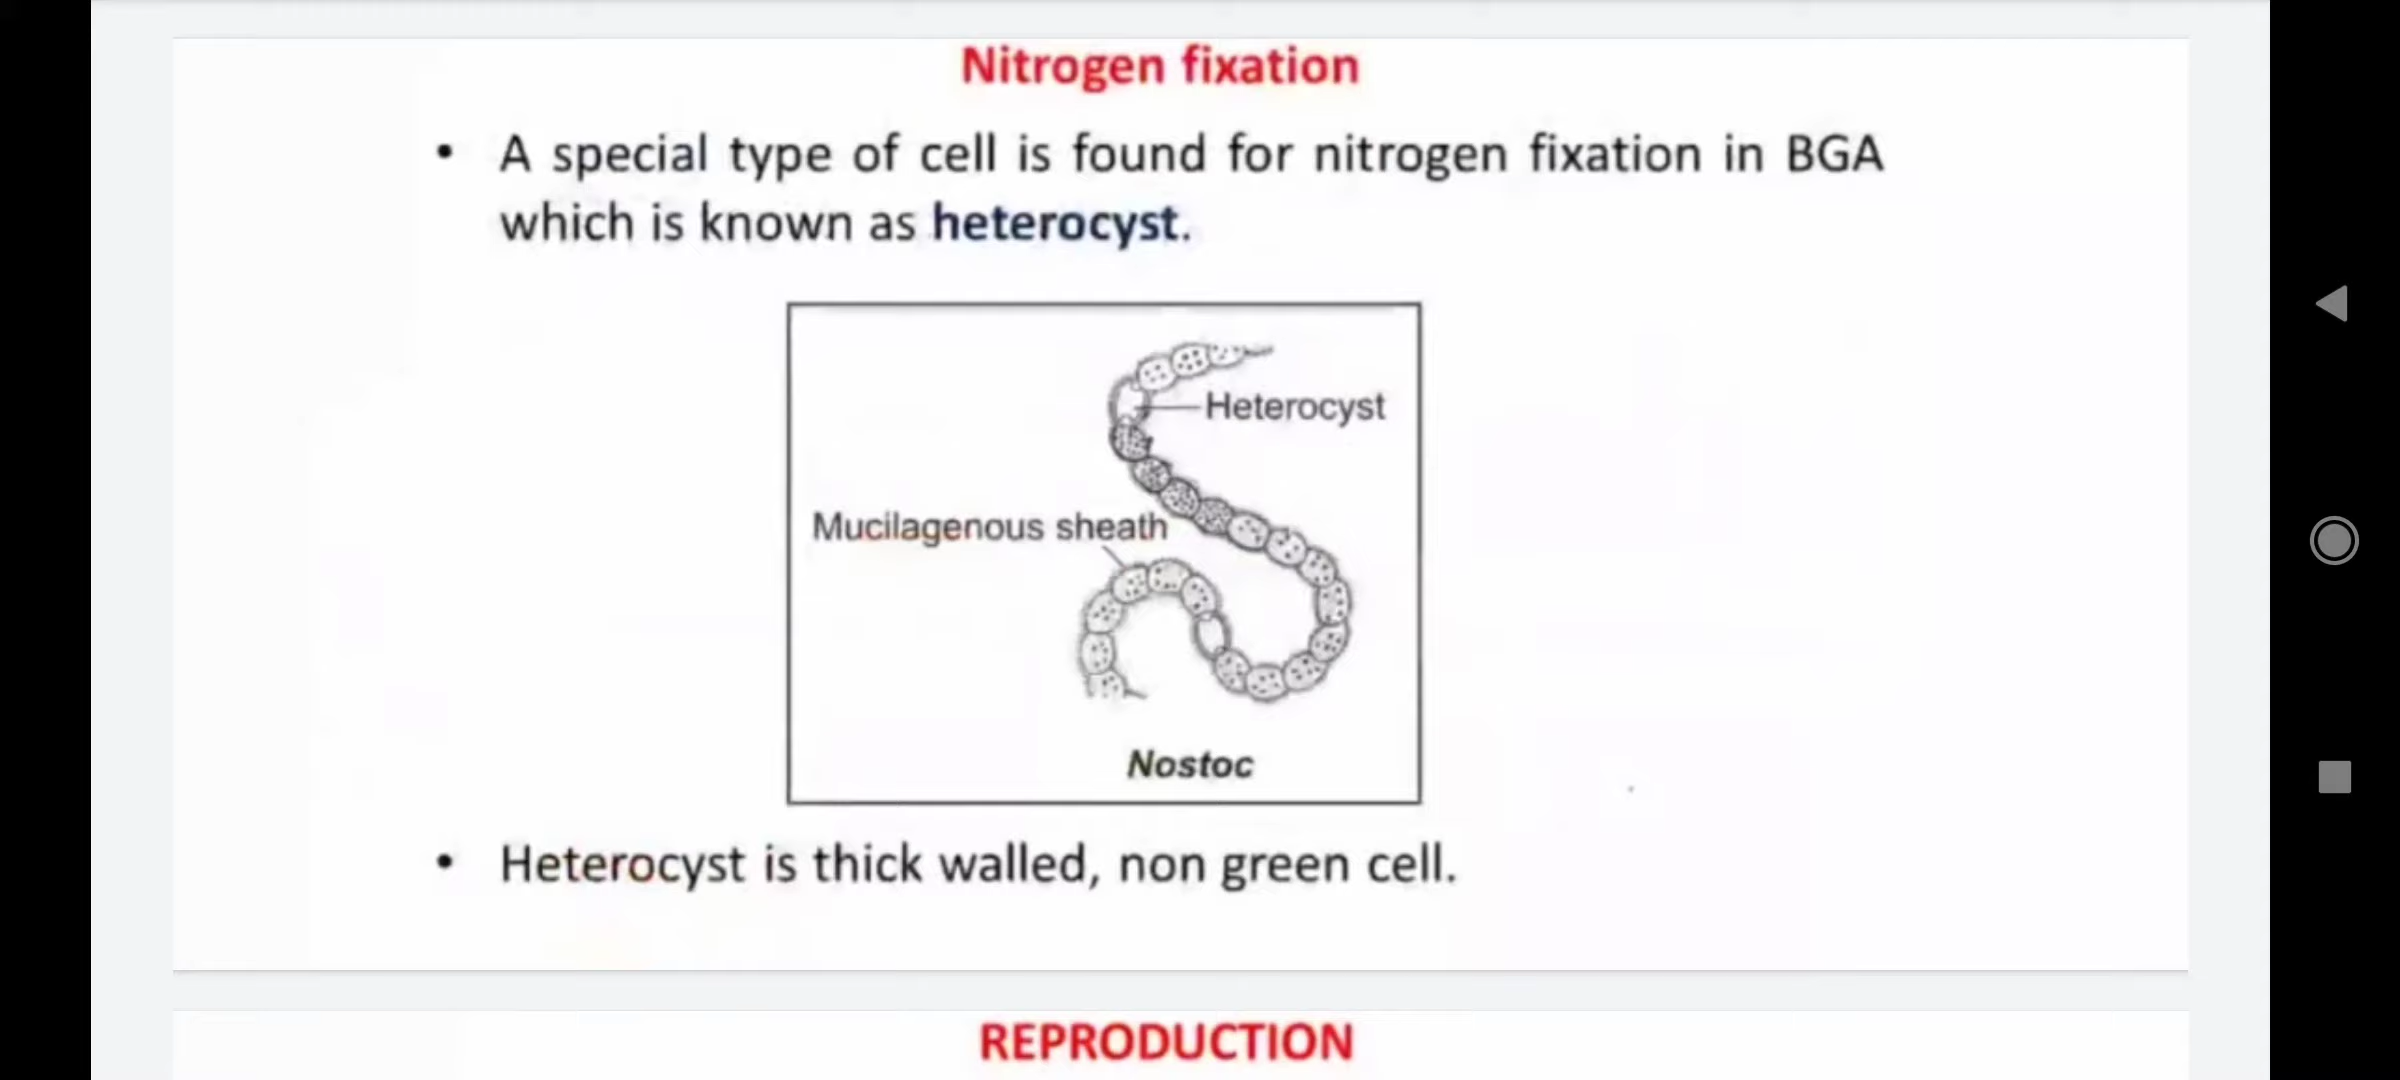 Nitrogen fixation
• A special type of cell is found for nitrogen fixation in BGA
which is known as heterocyst.
Heterocyst
Mucilagenous sheath
Nostoc
• Heterocyst is thick walled, non green cell.
REPRODUCTION